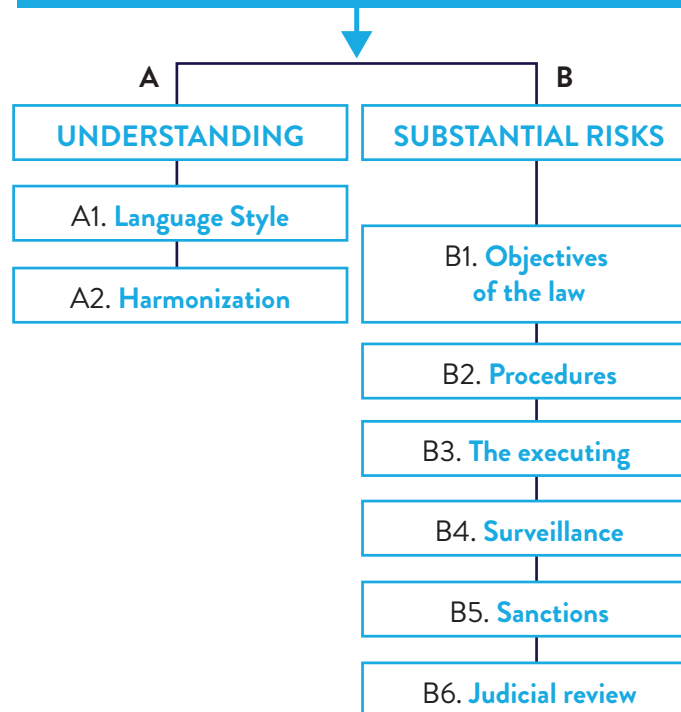 A
B
UNDERSTANDING
SUBSTANTIAL RISKS
A1. Language Style
A2. Harmonization
B1. Objectives
of the law
B2. Procedures
B3. The executing
B4. Surveillance
B5. Sanctions
B6. Judicial review